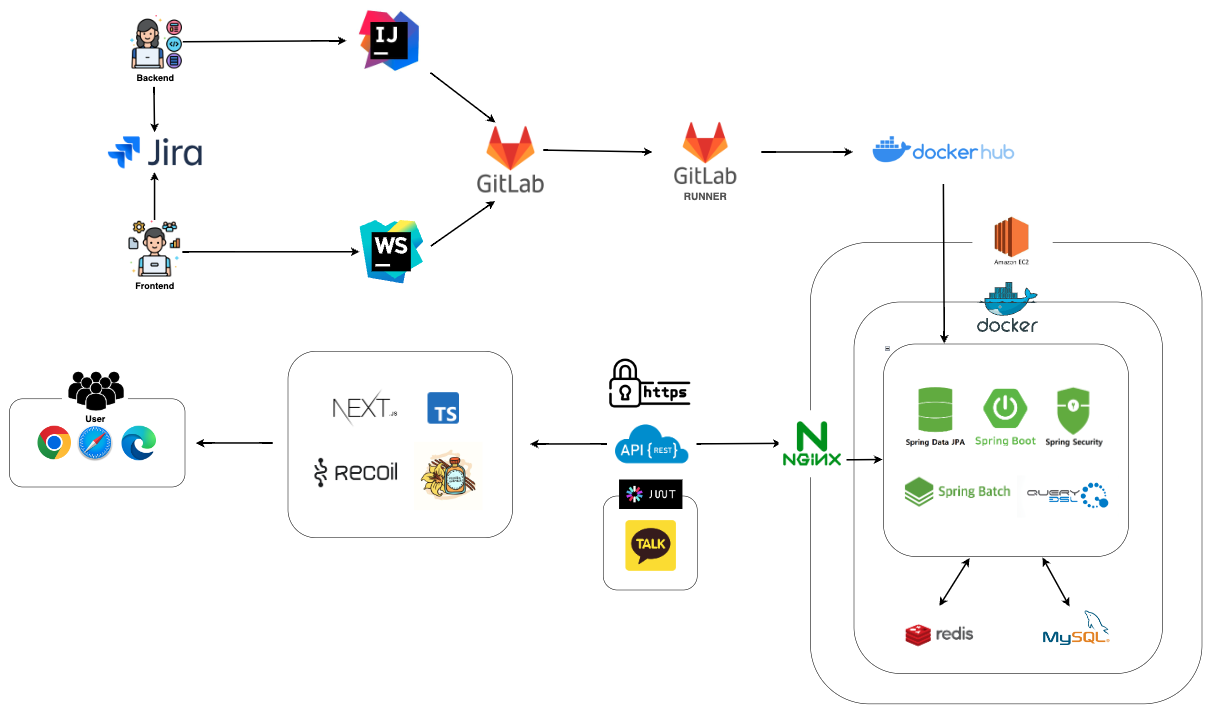 IJ
Backend
Jira
GitLab
GitLab
RUNNER
docker hub
WS
Frontend
Amazon EC2
docker
https
User
NEXT.JS
TS
API {REST}
NGINX
Spring Data JPA
Spring Boot
Spring Security
RECOIL
JWT
Spring Batch
QUERY
DSL
TALK
redis
MySQL